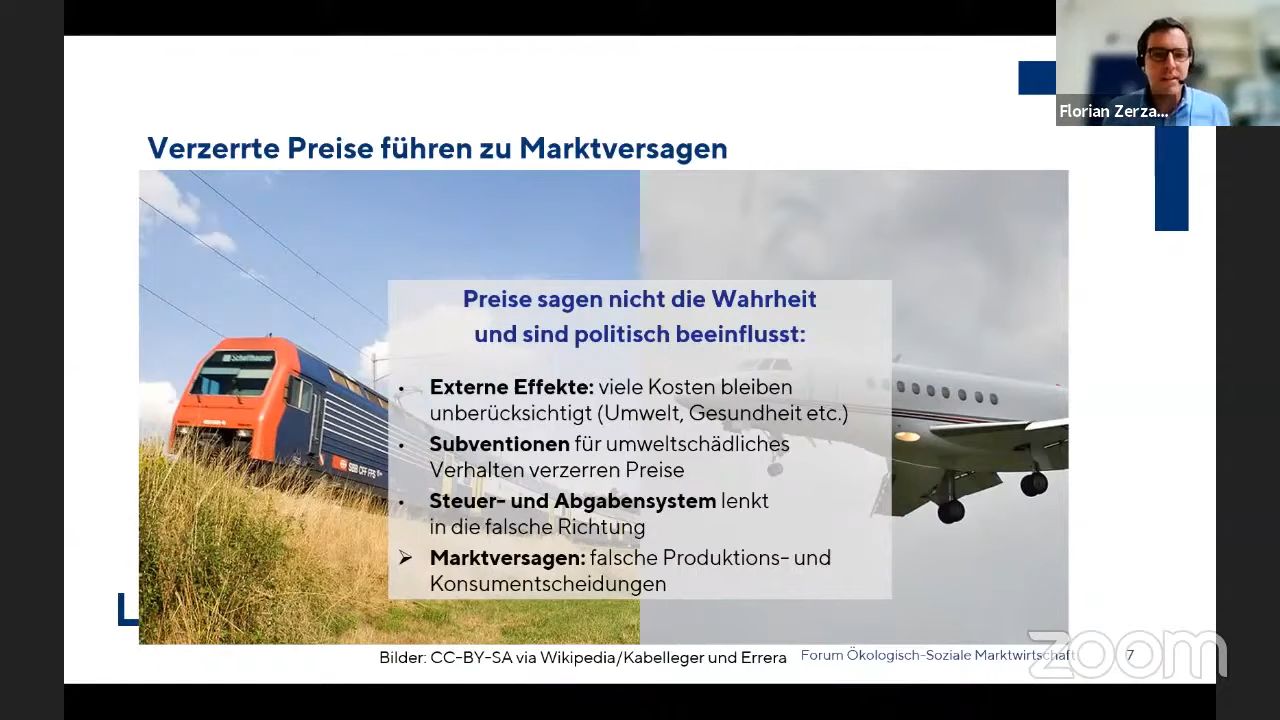 Florian Zerza...
Verzerrte Preise führen zu Marktversagen
Preise sagen nicht die Wahrheit
und sind politisch beeinflusst:
• Externe Effekte: viele Kosten bleiben
unberücksichtigt (Umwelt, Gesundheit etc.)
• Subventionen für umweltschädliches
Verhalten verzerren Preise
• Steuer- und Abgabensystem lenkt
in die falsche Richtung
➢ Marktversagen: falsche Produktions- und
Konsumentscheidungen
SBB CFF FFS
Bilder: CC-BY-SA via Wikipedia/Kabelleger und Errera
Forum Ökologisch-Soziale Marktwirtschaft
7
zoom